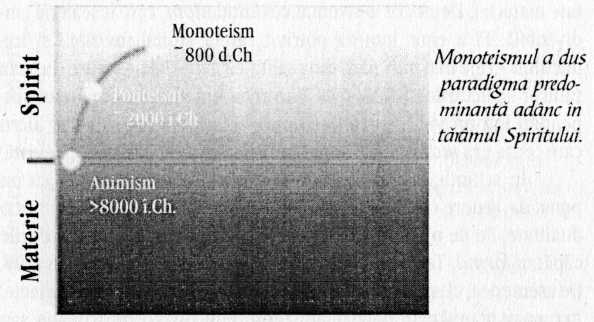 Monoteism
~800 d.Ch
Politeism
~2000 î.Ch
Animism
>8000 î.Ch.
Spirit
Materie
Monoteismul a dus
paradigma predo-
minantă adânc in
tărâmul Spiritului.